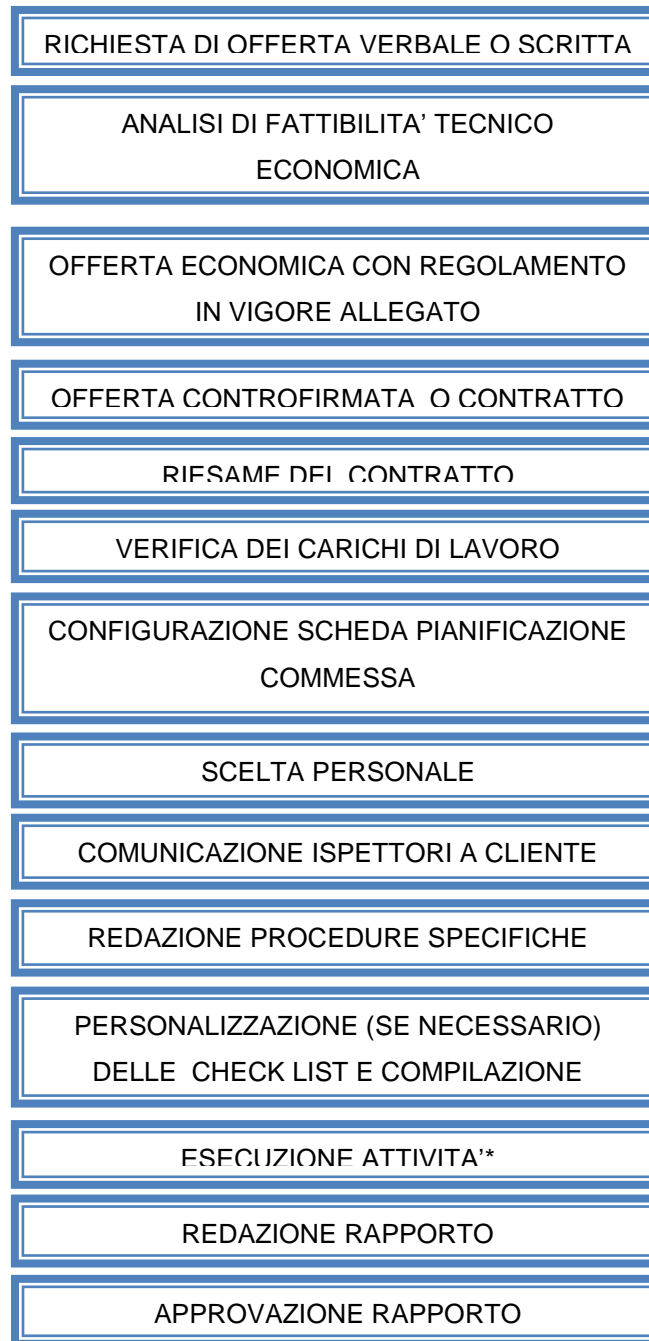 RICHIESTA DI OFFERTA VERBALE O SCRITTA
ANALISI DI FATTIBILITA’ TECNICO
ECONOMICA
OFFERTA ECONOMICA CON REGOLAMENTO
IN VIGORE ALLEGATO
OFFERTA CONTROFIRMATA O CONTRATTO
RIESAME DEL CONTRATTO
VERIFICA DEI CARICHI DI LAVORO
CONFIGURAZIONE SCHEDA PIANIFICAZIONE
COMMESSA
SCELTA PERSONALE
COMUNICAZIONE ISPETTORI A CLIENTE
REDAZIONE PROCEDURE SPECIFICHE
PERSONALIZZAZIONE (SE NECESSARIO)
DELLE CHECK LIST E COMPILAZIONE
ESECUZIONE ATTIVITA’*
REDAZIONE RAPPORTO
APPROVAZIONE RAPPORTO